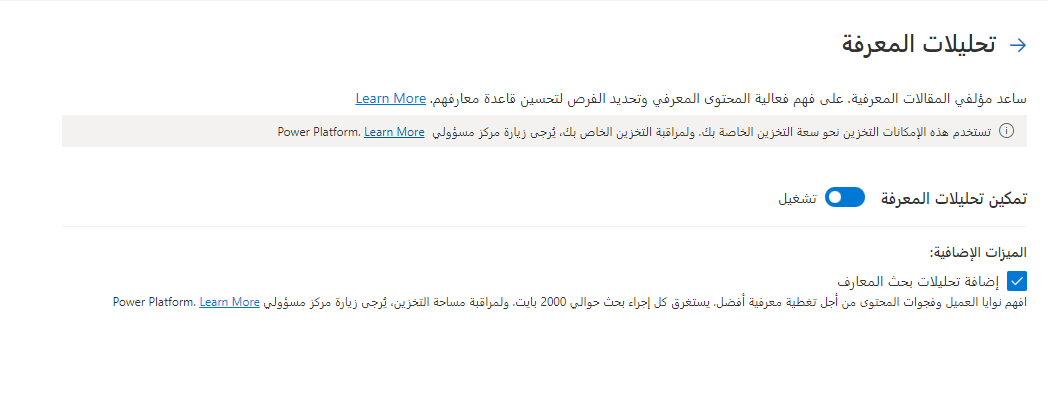 تحليلات المعرفة
ساعد مؤلفي المقالات المعرفية. على فهم فعالية المحتوى المعرفي وتحديد الفرص لتحسين قاعدة معارفهم. Learn More
تستخدم هذه الإمكانات التخزين نحو سعة التخزين الخاصة بك. ولمراقبة التخزين الخاص بك، يُرجى زيارة مركز مسؤولي Power Platform. Learn More
تمكين تحليلات المعرفة تشغيل
الميزات الإضافية:
إضافة تحليلات بحث المعارف
افهم نوايا العميل وفجوات المحتوى من أجل تغطية معرفية أفضل. يستغرق كل إجراء بحث حوالي 2000 بايت. ولمراقبة مساحة التخزين، يُرجى زيارة مركز مسؤولي Power Platform. Learn More